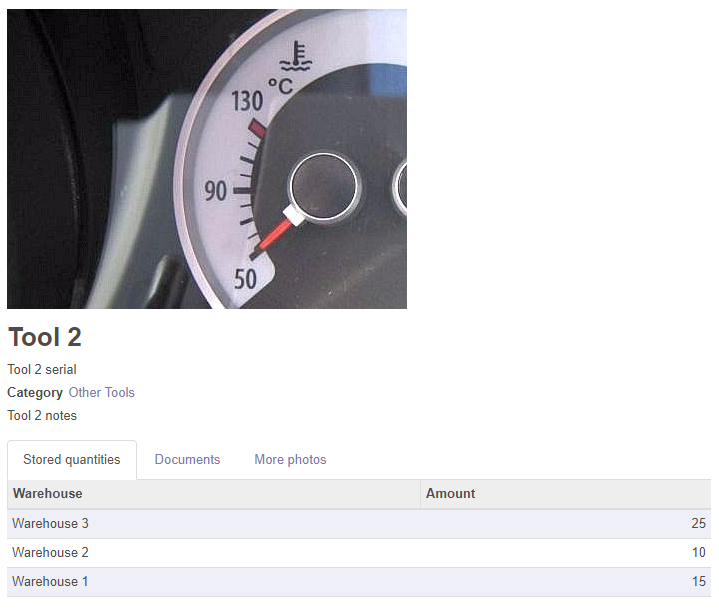 °C
130
90
50
Tool 2
Tool 2 serial
Category Other Tools
Tool 2 notes
Stored quantities Documents More photos
Warehouse Amount
Warehouse 3 25
Warehouse 2 10
Warehouse 1 15